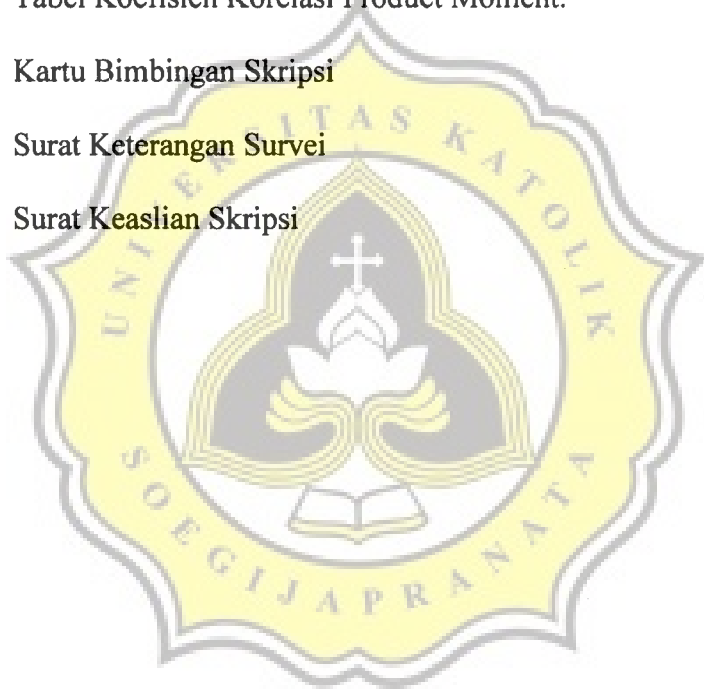 Tabel Koefisien Korelasi Product Moment.
Kartu Bimbingan Skripsi
Surat Keterangan Survei
Surat Keaslian Skripsi
UNIVERSITAS KATOLIK
SOEGIJAPRANATA